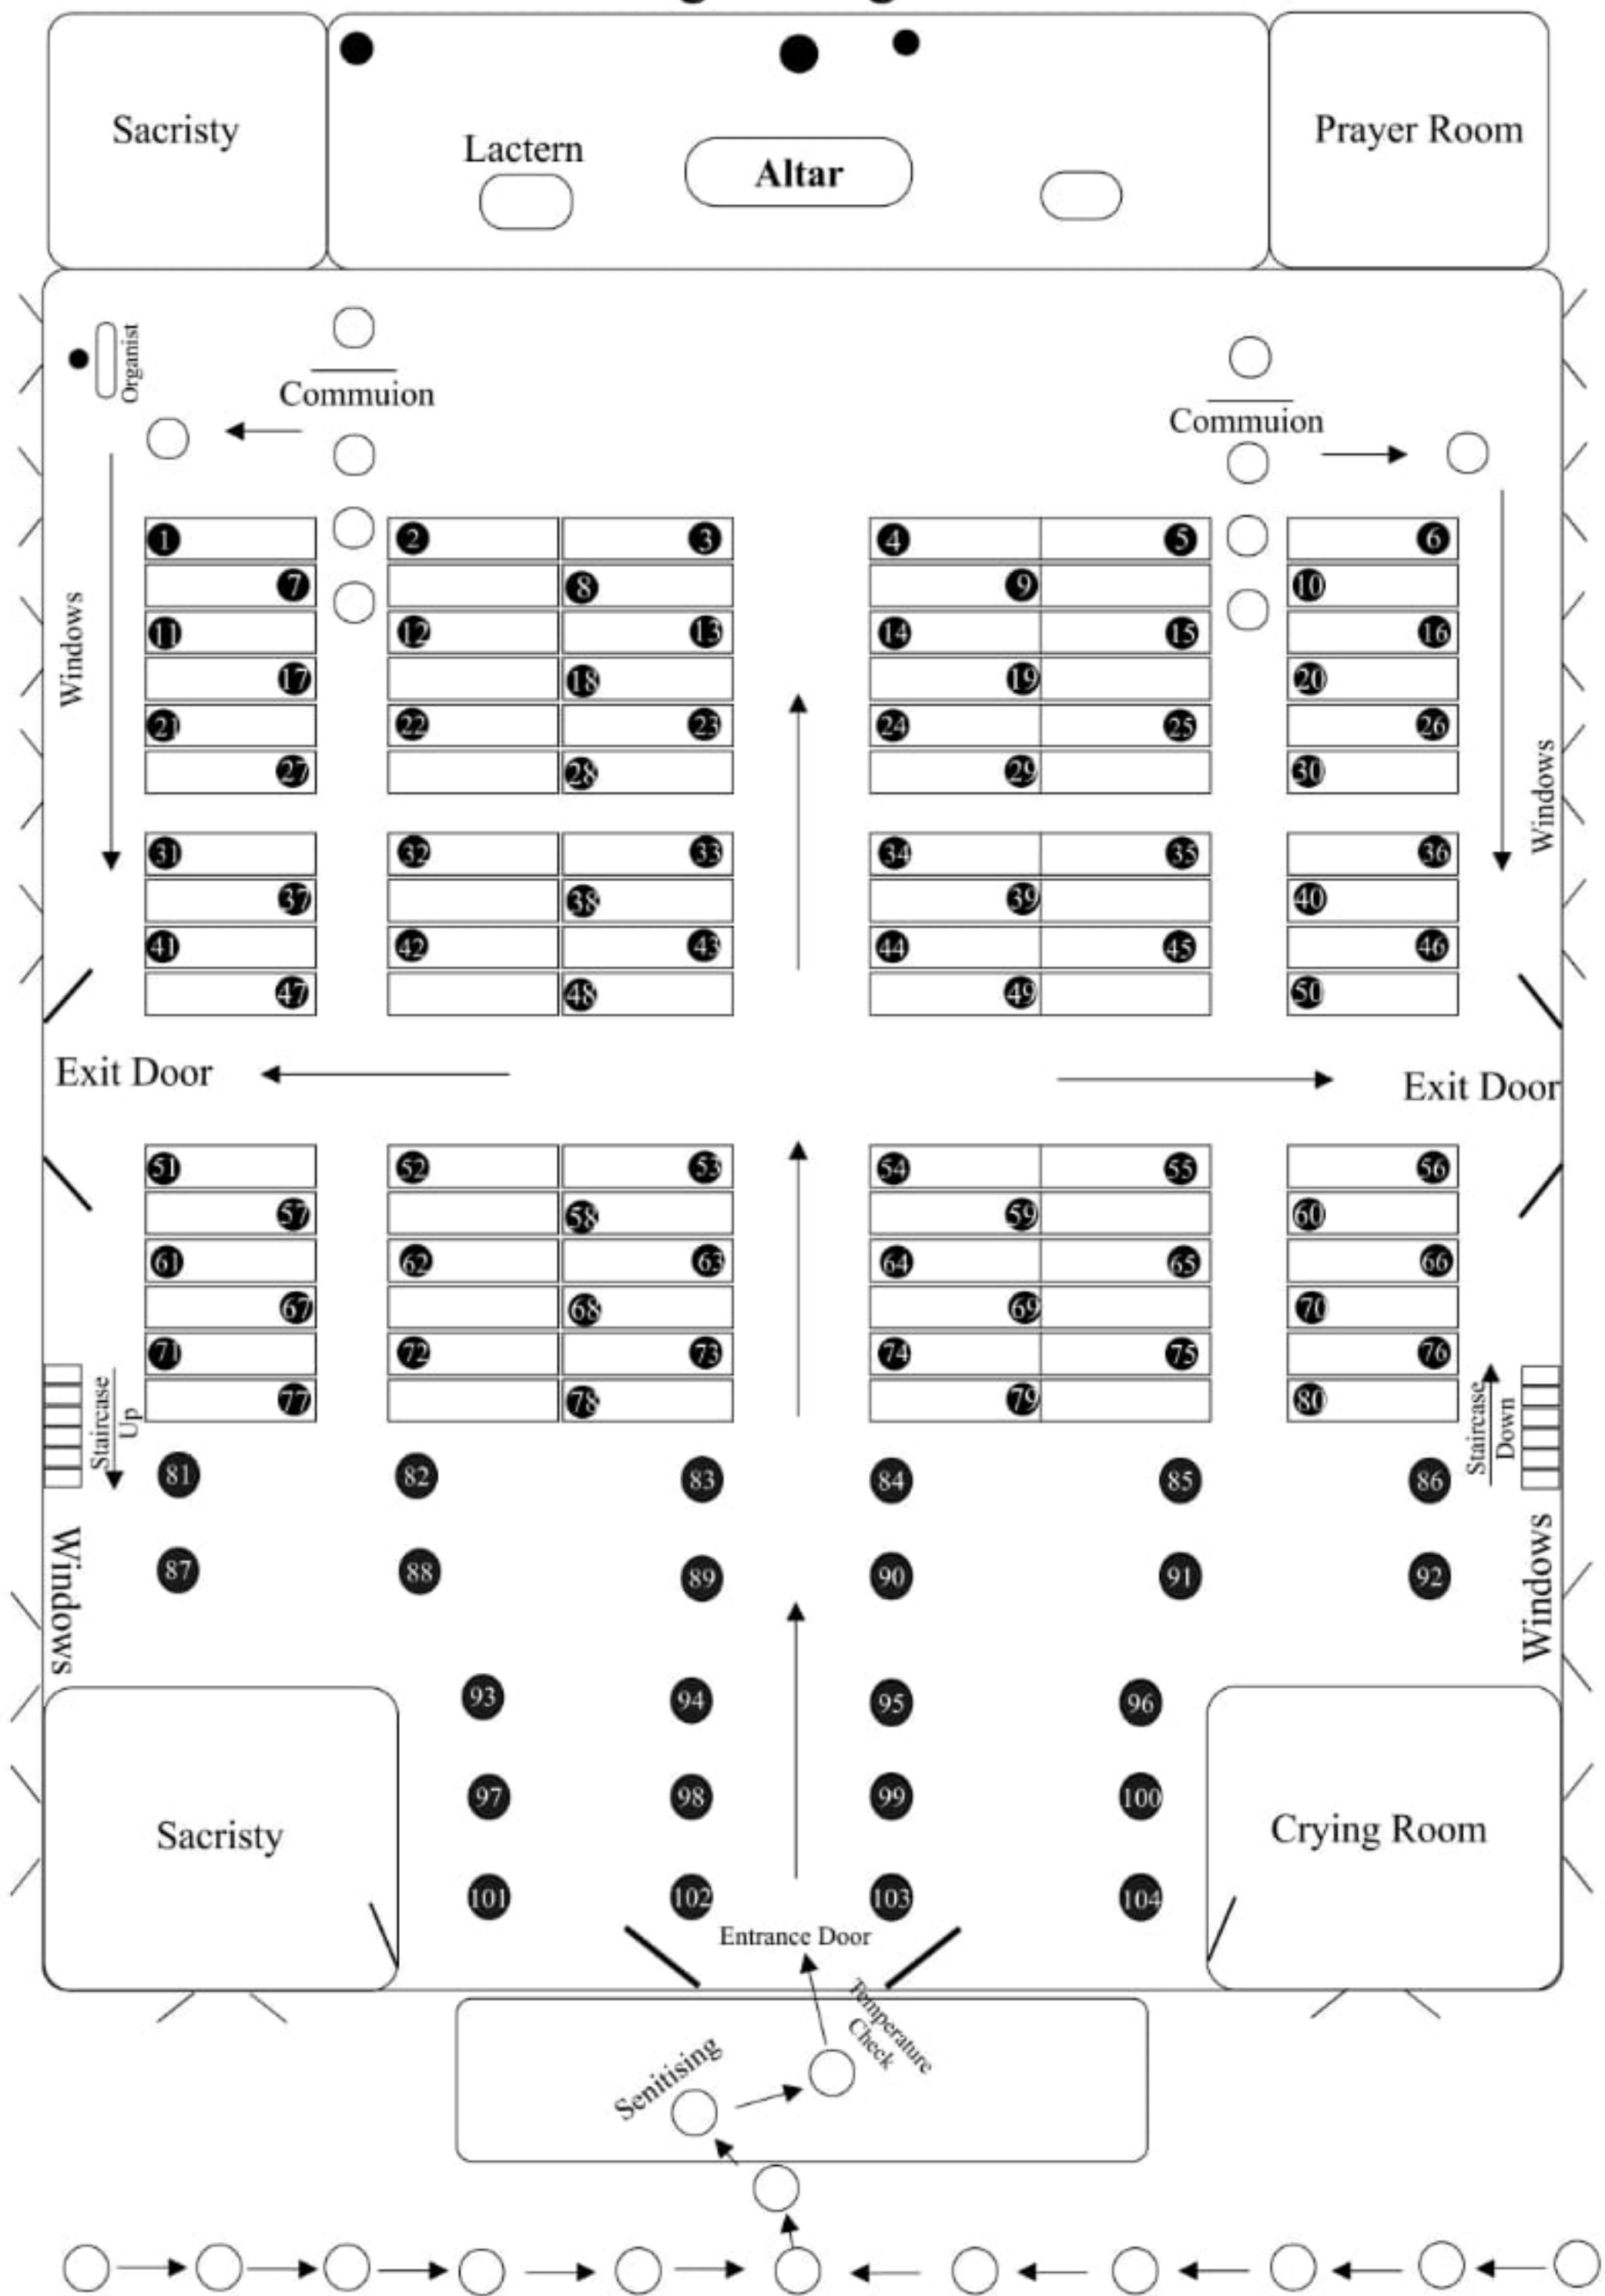 Sacristy
Lactern
Altar
Prayer Room
Organist
Commuion
Commuion
1 2 3 4 5 6
7 8 9 10
11 12 13 14 15 16
17 18 19 20
21 22 23 24 25 26
27 28 29 30
Windows
Windows
31 32 33 34 35 36
37 38 39 40
41 42 43 44 45 46
47 48 49 50
Exit Door
Exit Door
51 52 53 54 55 56
57 58 59 60
61 62 63 64 65 66
67 68 69 70
71 72 73 74 75 76
77 78 79 80
Staircase
Up
Staircase
Down
81 82 83 84 85 86
87 88 89 90 91 92
Windows
Windows
93 94 95 96
97 98 99 100
Sacristy
Crying Room
101 102 103 104
Entrance Door
Temperature
Check
Senitising